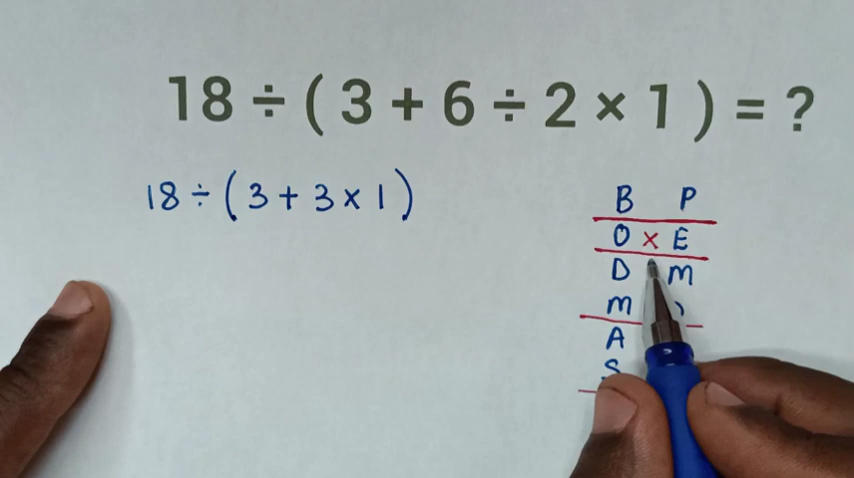 18 ÷ ( 3 + 6 ÷ 2 × 1 ) = ?
18 ÷ ( 3 + 3 × 1 )
B P
O × E
D M
M
A
S